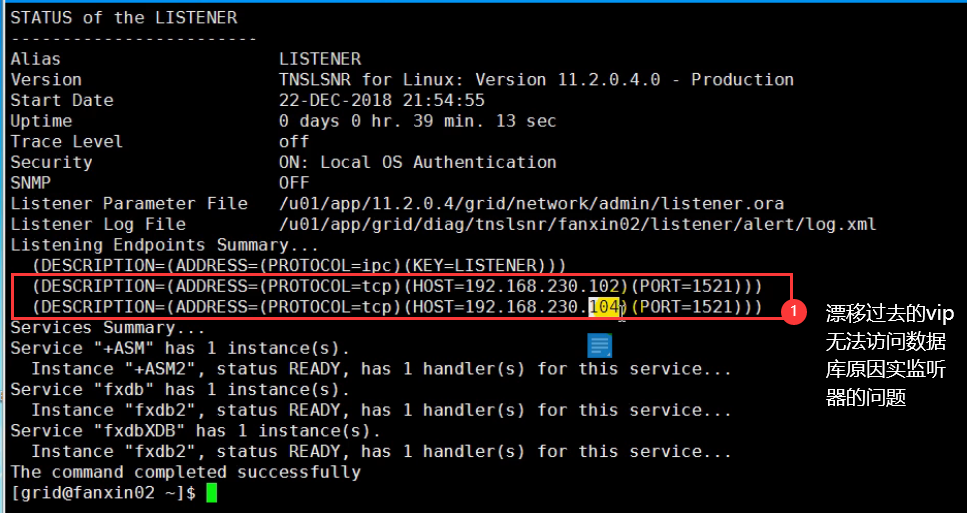 STATUS of the LISTENER
------------------------
Alias                     LISTENER
Version                   TNSLSNR for Linux: Version 11.2.0.4.0 - Production
Start Date                22-DEC-2018 21:54:55
Uptime                    0 days 0 hr. 39 min. 13 sec
Trace Level               off
Security                  ON: Local OS Authentication
SNMP                      OFF
Listener Parameter File   /u01/app/11.2.0.4/grid/network/admin/listener.ora
Listener Log File         /u01/app/grid/diag/tnslsnr/fanxin02/listener/alert/log.xml
Listening Endpoints Summary...
  (DESCRIPTION=(ADDRESS=(PROTOCOL=ipc)(KEY=LISTENER)))
  (DESCRIPTION=(ADDRESS=(PROTOCOL=tcp)(HOST=192.168.230.102)(PORT=1521)))
  (DESCRIPTION=(ADDRESS=(PROTOCOL=tcp)(HOST=192.168.230.104)(PORT=1521)))
Services Summary...
Service "+ASM" has 1 instance(s).
  Instance "+ASM2", status READY, has 1 handler(s) for this service...
Service "fxdb" has 1 instance(s).
  Instance "fxdb2", status READY, has 1 handler(s) for this service...
Service "fxdbXDB" has 1 instance(s).
  Instance "fxdb2", status READY, has 1 handler(s) for this service...
The command completed successfully
[grid@fanxin02 ~]$
1
漂移过去的vip
无法访问数据
库原因实监听
器的问题